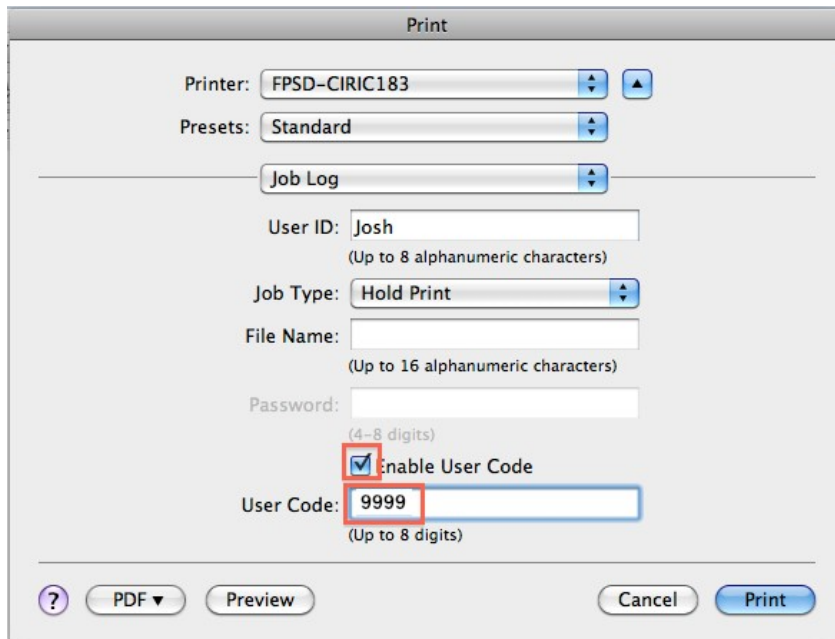 Print
Printer: FPSD-CIRIC183
Presets: Standard
Job Log
User ID: Josh
(Up to 8 alphanumeric characters)
Job Type: Hold Print
File Name:
(Up to 16 alphanumeric characters)
Password:
(4-8 digits)
Enable User Code
User Code: 9999
(Up to 8 digits)
? PDF ▼ Preview Cancel Print